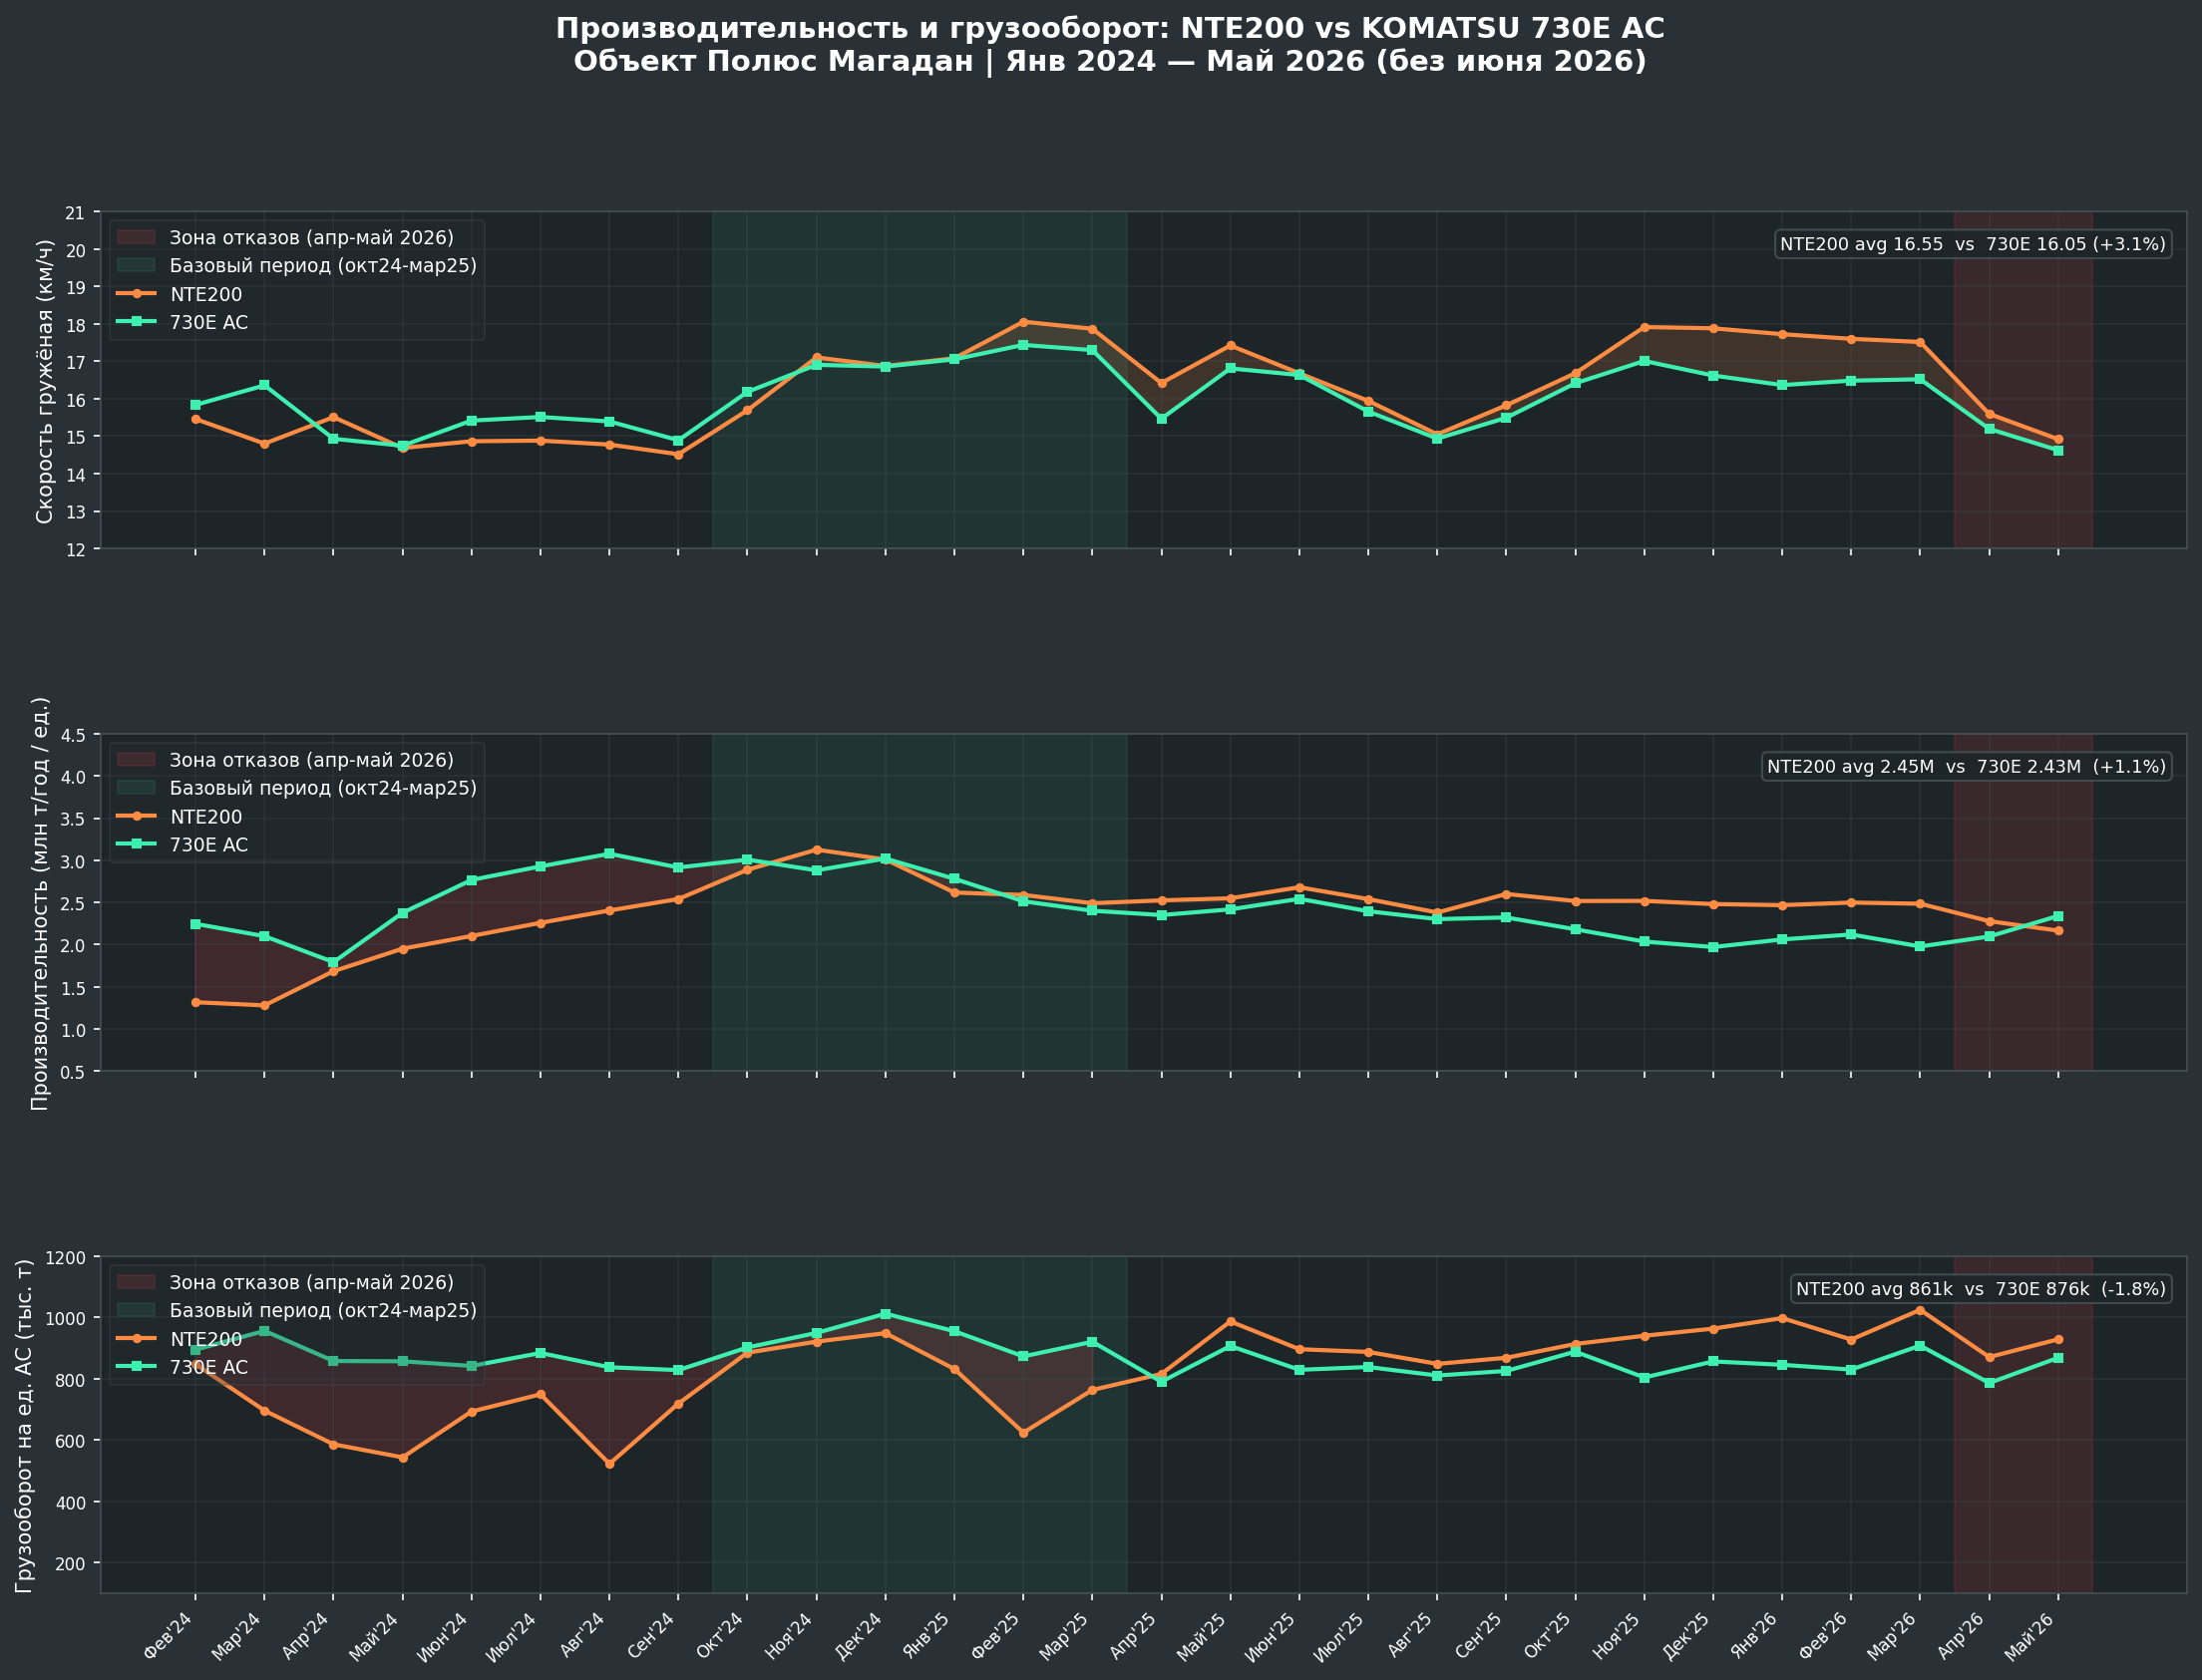 Производительность и грузооборот: NTE200 vs KOMATSU 730E AC
Объект Полюс Магадан | Янв 2024 — Май 2026 (без июня 2026)
Скорость гружёная (км/ч)
21
20
19
18
17
16
15
14
13
12
Зона отказов (апр-май 2026)
Базовый период (окт24-мар25)
NTE200
730E AC
NTE200 avg 16.55 vs 730E 16.05 (+3.1%)
Производительность (млн т/год / ед.)
4.5
4.0
3.5
3.0
2.5
2.0
1.5
1.0
0.5
Зона отказов (апр-май 2026)
Базовый период (окт24-мар25)
NTE200
730E AC
NTE200 avg 2.45M vs 730E 2.43M (+1.1%)
Грузооборот на ед. АС (тыс. т)
1200
1000
800
600
400
200
Зона отказов (апр-май 2026)
Базовый период (окт24-мар25)
NTE200
730E AC
NTE200 avg 861k vs 730E 876k (-1.8%)
Фев'24
Мар'24
Апр'24
Май'24
Июн'24
Июл'24
Авг'24
Сен'24
Окт'24
Ноя'24
Дек'24
Янв'25
Фев'25
Мар'25
Апр'25
Май'25
Июн'25
Июл'25
Авг'25
Сен'25
Окт'25
Ноя'25
Дек'25
Янв'26
Фев'26
Мар'26
Апр'26
Май'26